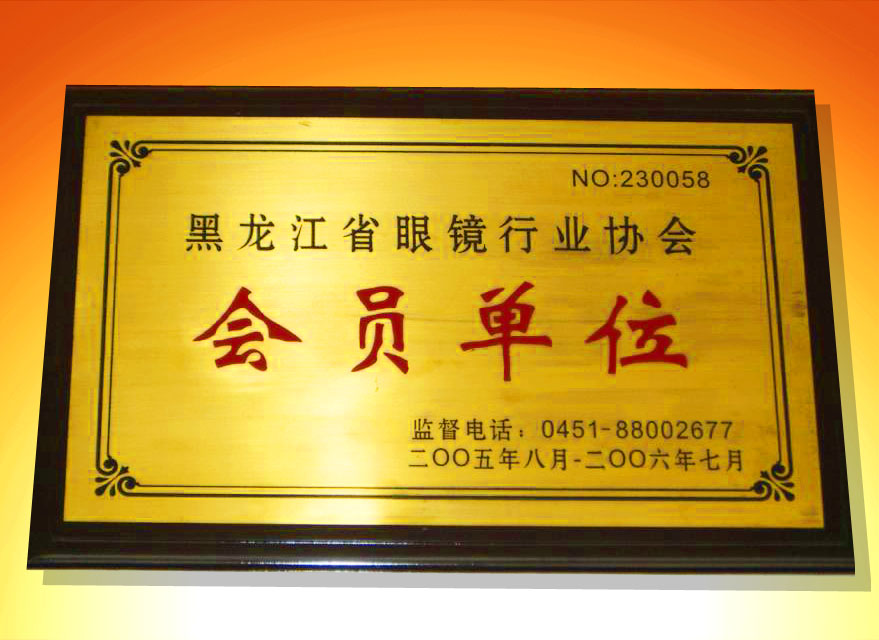 NO:230058
黑龙江省眼镜行业协会
会员单位
监督电话：0451-88002677
二OO五年八月-二OO六年七月